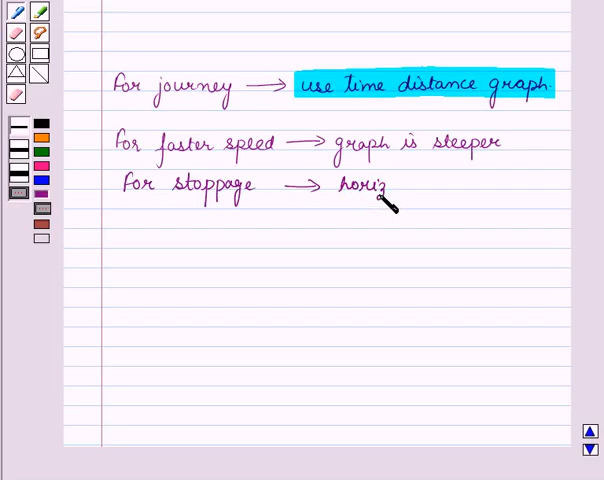 For journey → use time distance graph.
For faster speed → graph is steeper
For stoppage → horiz